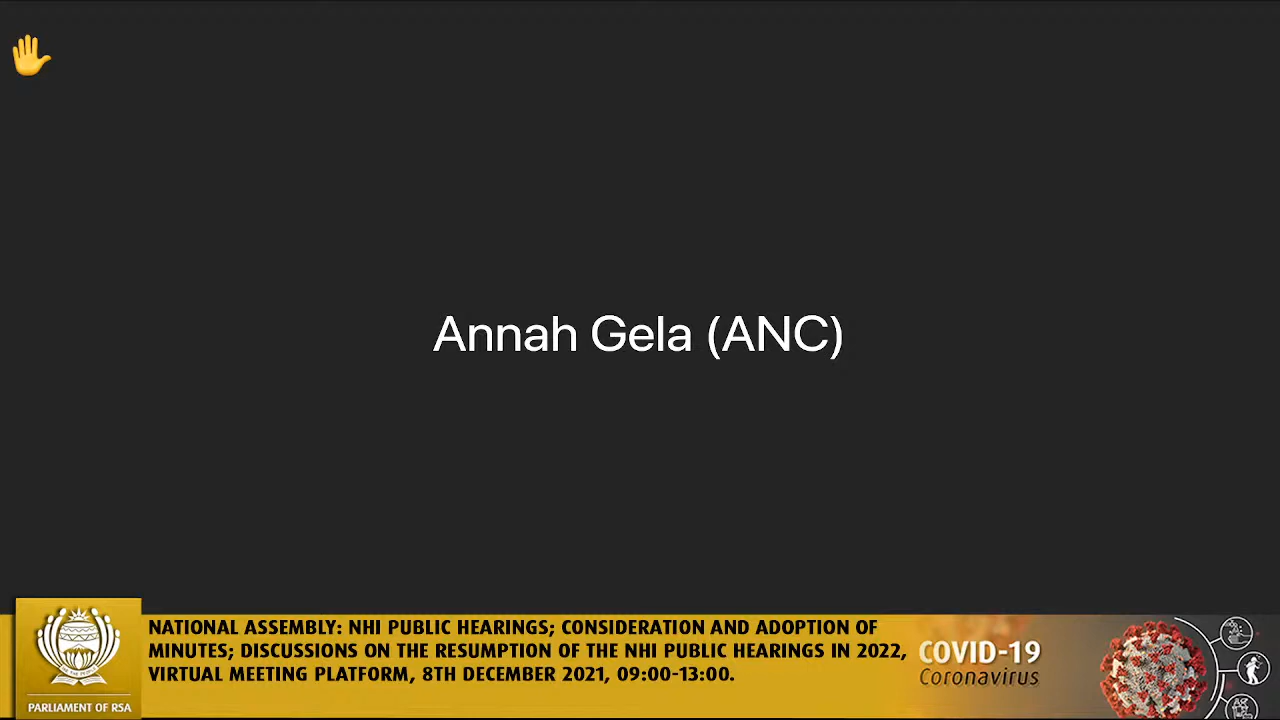 Annah Gela (ANC)
NATIONAL ASSEMBLY: NHI PUBLIC HEARINGS; CONSIDERATION AND ADOPTION OF
MINUTES; DISCUSSIONS ON THE RESUMPTION OF THE NHI PUBLIC HEARINGS IN 2022,
VIRTUAL MEETING PLATFORM, 8TH DECEMBER 2021, 09:00-13:00.
COVID-19
Coronavirus
PARLIAMENT OF RSA